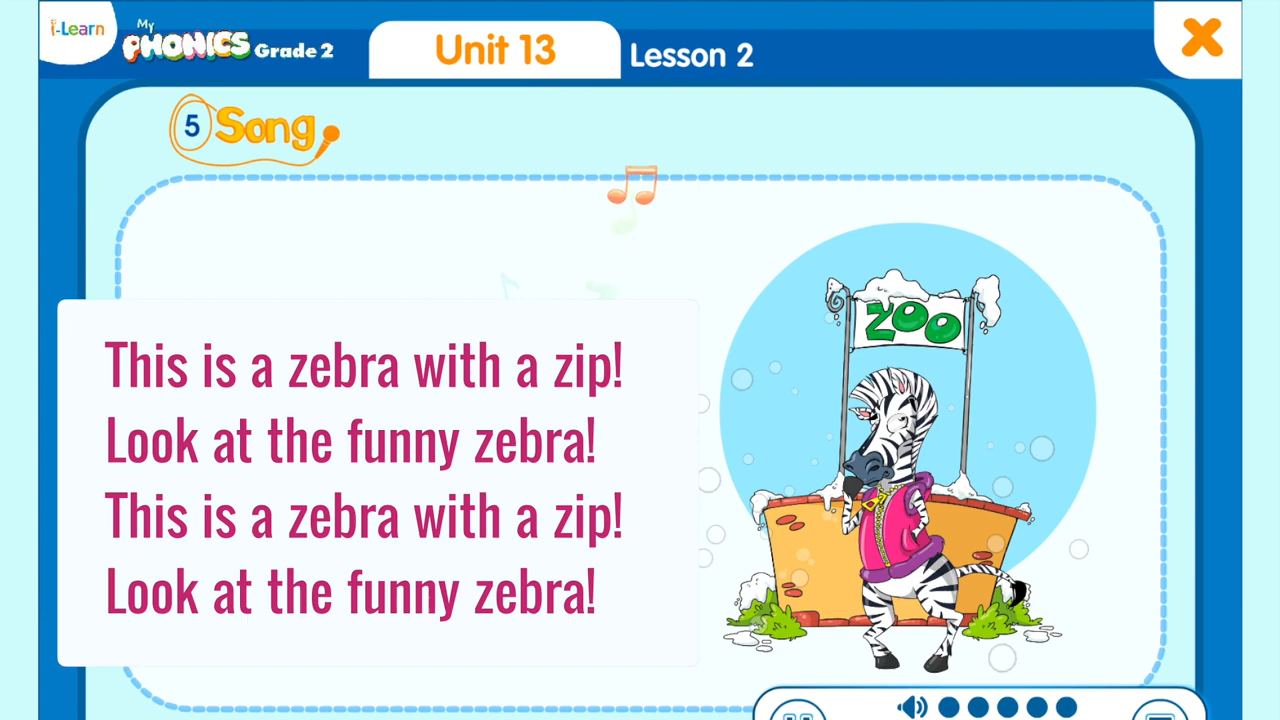 i-Learn
My
PHONICS Grade 2
Unit 13
Lesson 2
5 Song
ZOO
This is a zebra with a zip!
Look at the funny zebra!
This is a zebra with a zip!
Look at the funny zebra!